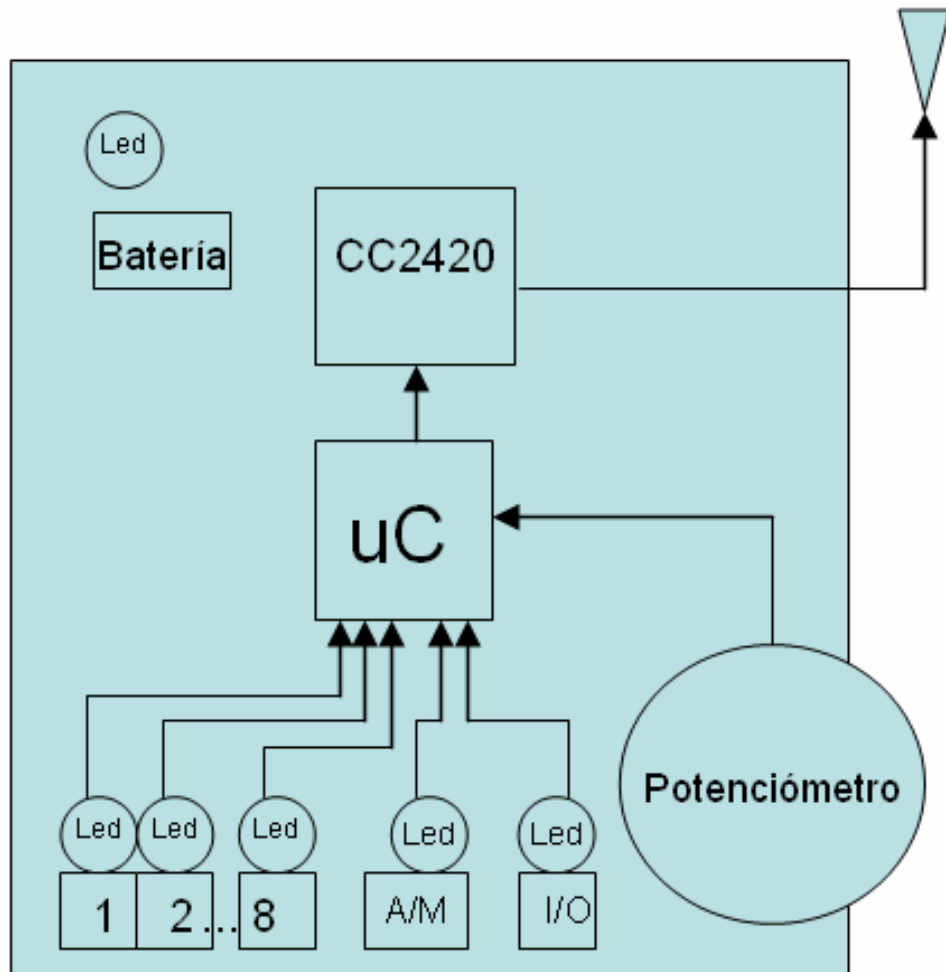 Led
Batería
CC2420
uC
Potenciómetro
Led Led Led Led Led
1 2...8 A/M I/O